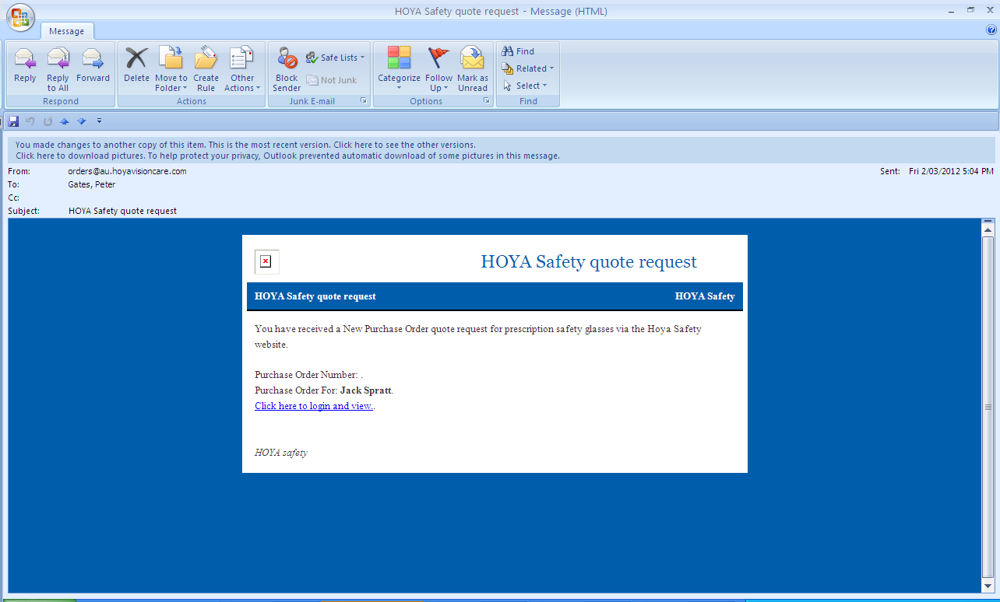 HOYA Safety quote request - Message (HTML)
Message
Reply
Reply to All
Forward
Respond
Delete
Move to Folder
Create Rule
Other Actions
Actions
Block Sender
Safe Lists
Not Junk
Junk E-mail
Categorize
Follow Up
Mark as Unread
Options
Find
Related
Select
Find
You made changes to another copy of this item. This is the most recent version. Click here to see the other versions.
Click here to download pictures. To help protect your privacy, Outlook prevented automatic download of some pictures in this message.
From: orders@au.hoyavisioncare.com Sent: Fri 2/03/2012 5:04 PM
To: Gates, Peter
Cc:
Subject: HOYA Safety quote request
HOYA Safety quote request
HOYA Safety quote request HOYA Safety
You have received a New Purchase Order quote request for prescription safety glasses via the Hoya Safety
website.
Purchase Order Number: .
Purchase Order For: Jack Spratt.
Click here to login and view..
HOYA safety